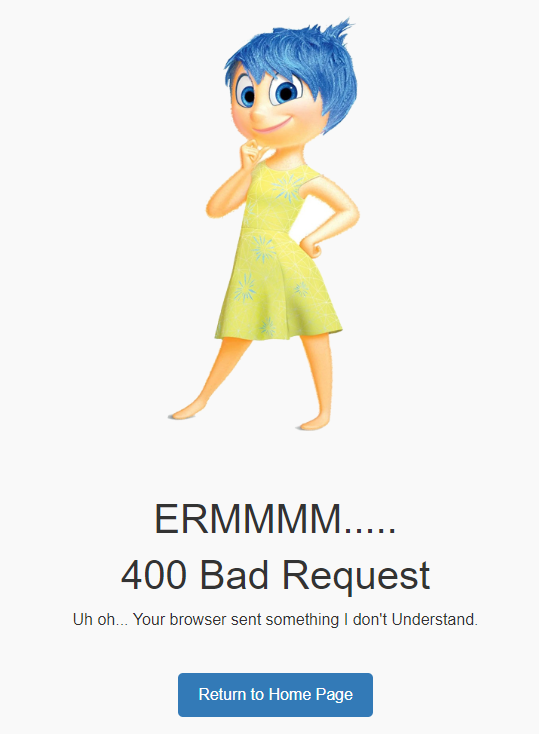 ERMMMM.....
400 Bad Request
Uh oh... Your browser sent something I don't Understand.
Return to Home Page